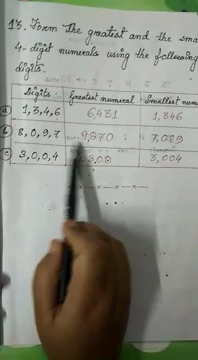 13. Form the greatest and the sma
4-digit numerals using the following
digits.
Digits Greatest numeral Smallest num
a 1,3,4,6 6,431 1,346
b 8,0,9,7 9,870 7,089
c 3,0,0,4 3,004